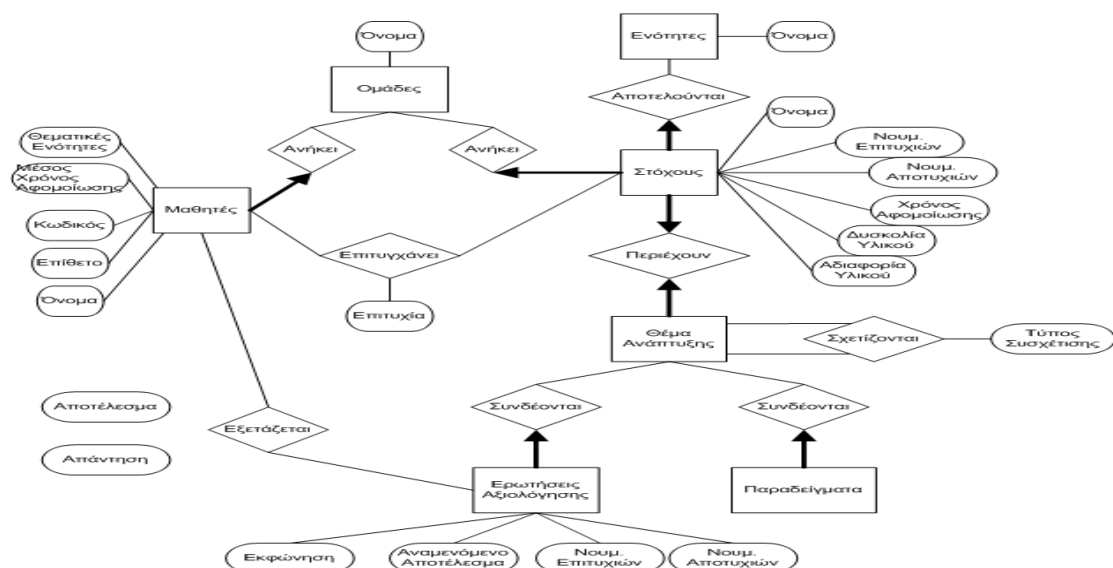 Όνομα
Ομάδες
Ενότητες
Όνομα
Αποτελούνται
Ανήκει
Ανήκει
Θεματικές
Ενότητες
Μέσος
Χρόνος
Αφομοίωσης
Κωδικός
Επίθετο
Όνομα
Μαθητές
Στόχους
Όνομα
Νουμ.
Επιτυχιών
Νουμ.
Αποτυχιών
Χρόνος
Αφομοίωσης
Δυσκολία
Υλικού
Αδιαφορία
Υλικού
Επιτυγχάνει
Επιτυχία
Περιέχουν
Θέμα
Ανάπτυξης
Σχετίζονται
Τύπος
Συσχέτισης
Αποτέλεσμα
Απάντηση
Εξετάζεται
Συνδέονται
Συνδέονται
Ερωτήσεις
Αξιολόγησης
Παραδείγματα
Εκφώνηση
Αναμενόμενο
Αποτέλεσμα
Νουμ.
Επιτυχιών
Νουμ.
Αποτυχιών